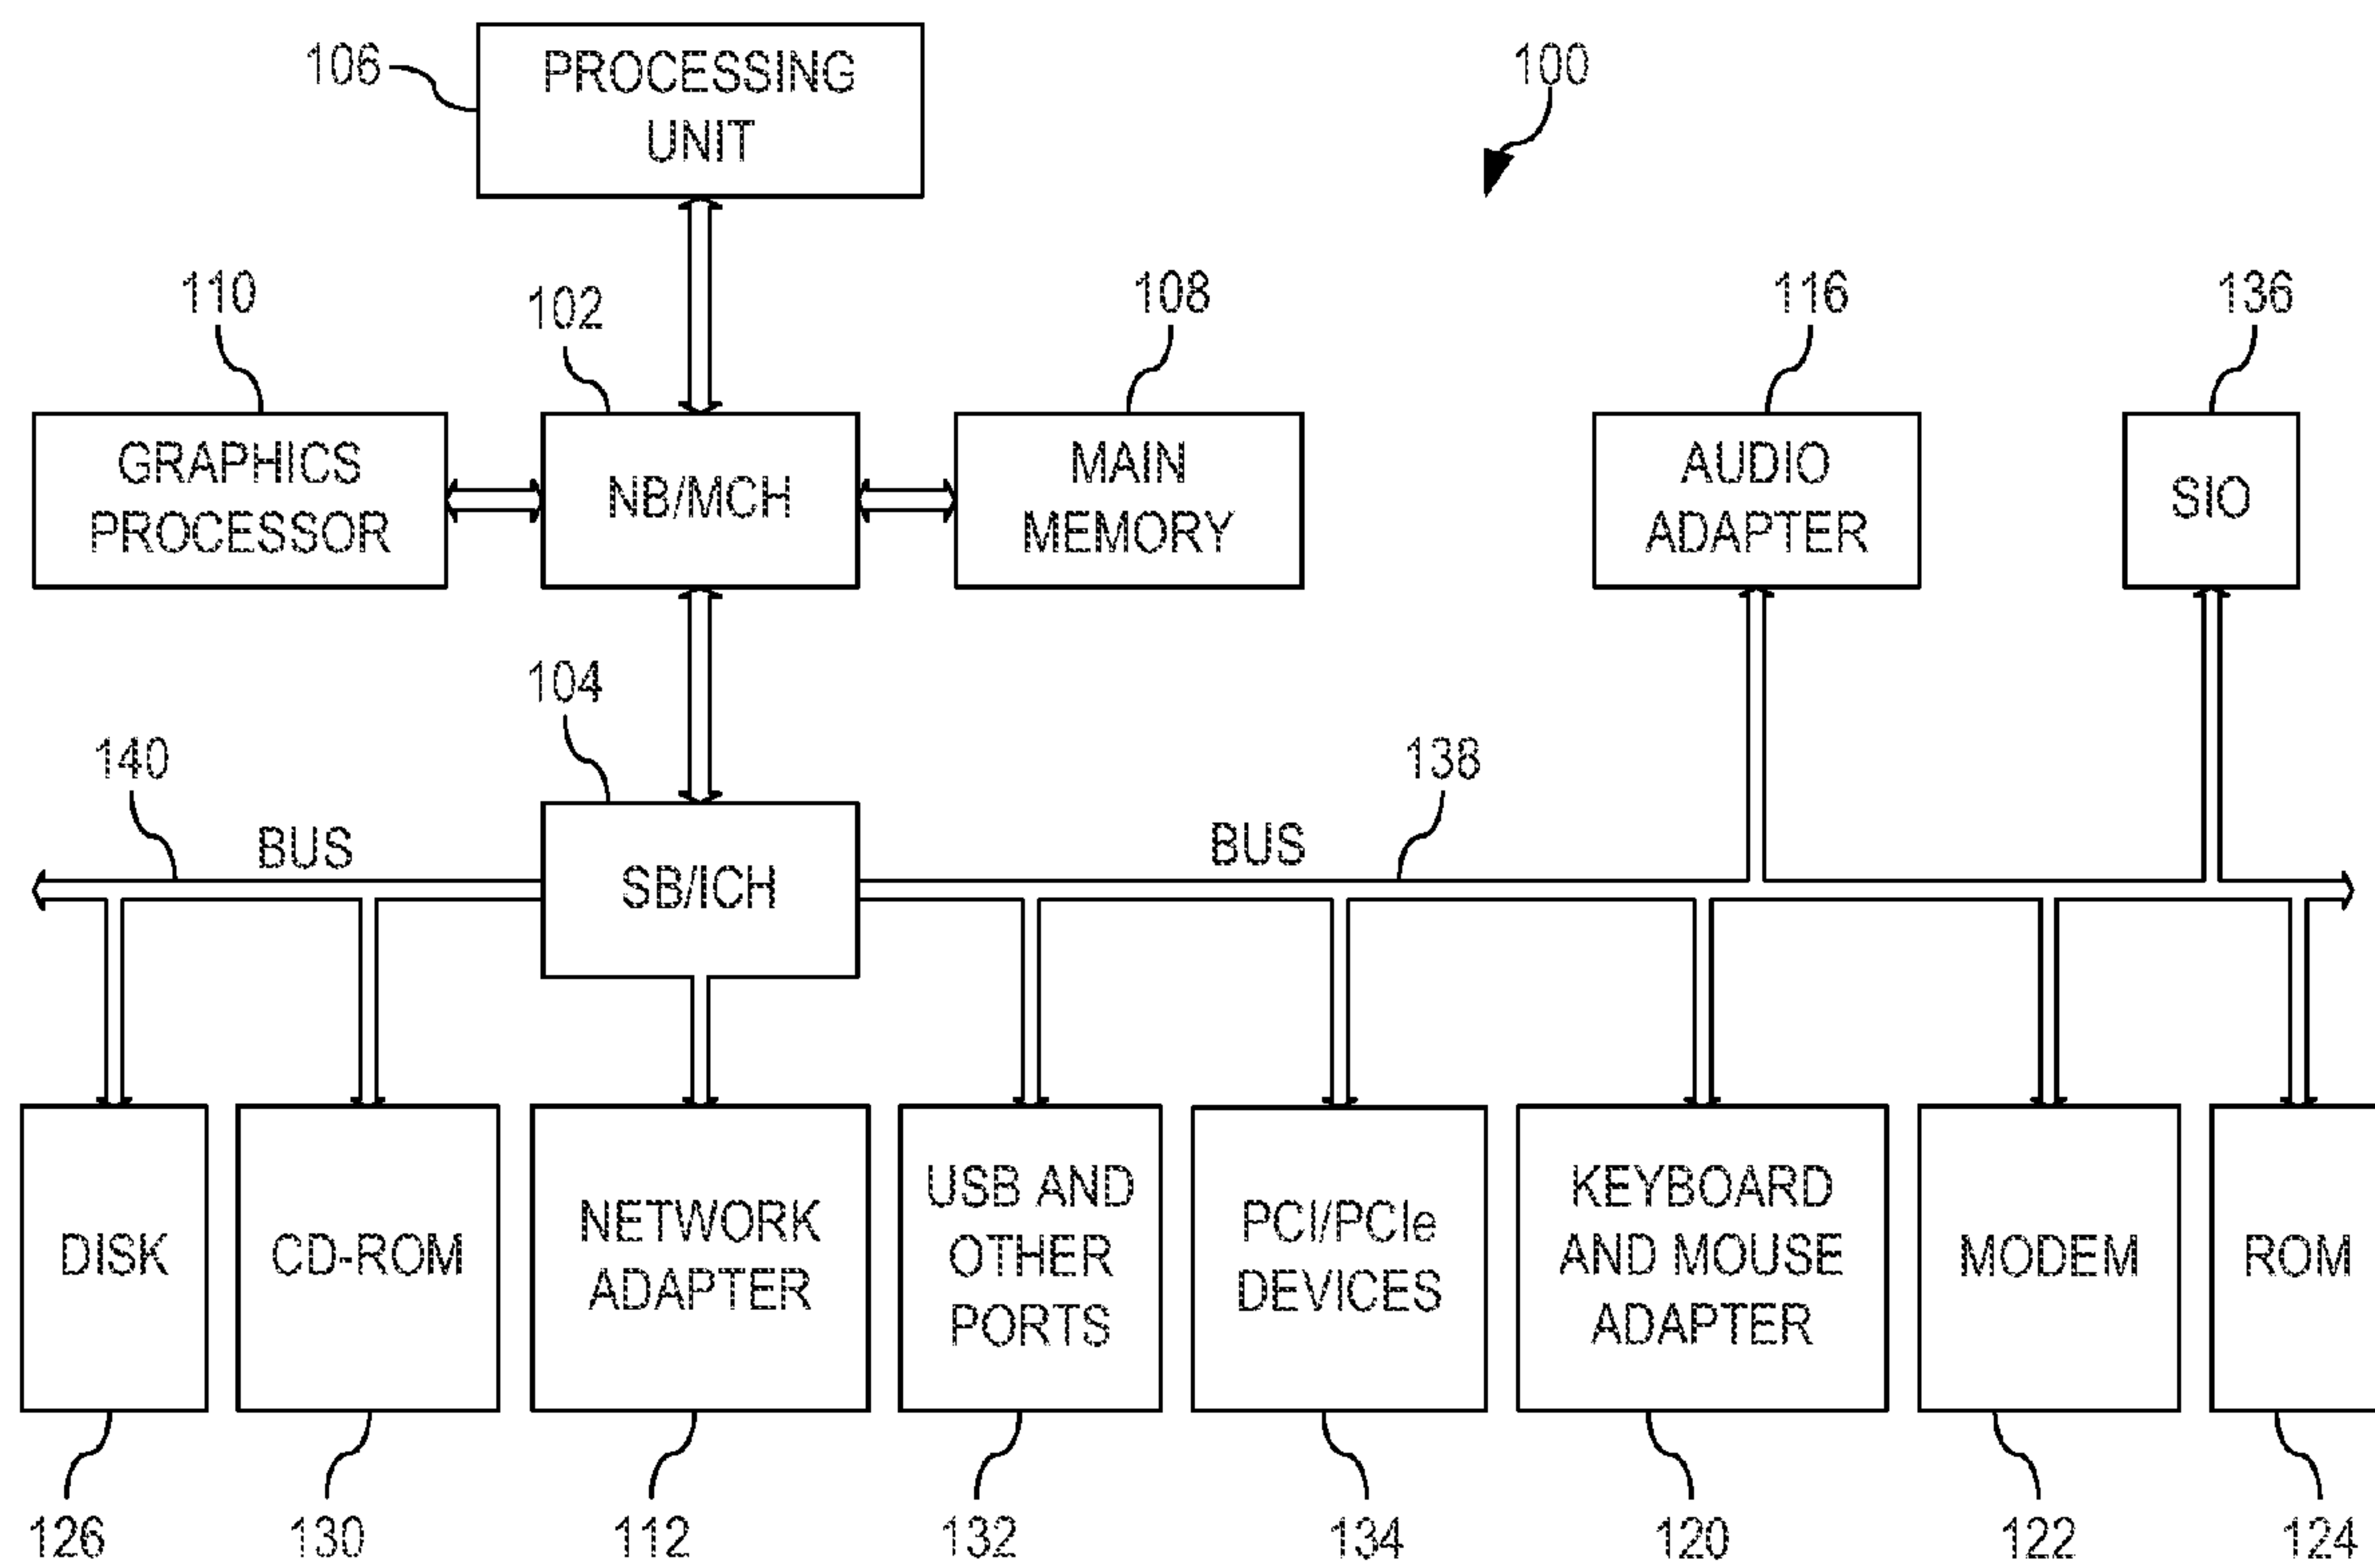 106
PROCESSING
UNIT
100
110
102
108
116
136
GRAPHICS
PROCESSOR
NB/MCH
MAIN
MEMORY
AUDIO
ADAPTER
SIO
104
140
138
BUS
SB/ICH
BUS
DISK
CD-ROM
NETWORK
ADAPTER
USB AND
OTHER
PORTS
PCI/PCIe
DEVICES
KEYBOARD
AND MOUSE
ADAPTER
MODEM
ROM
126
130
112
132
134
120
122
124